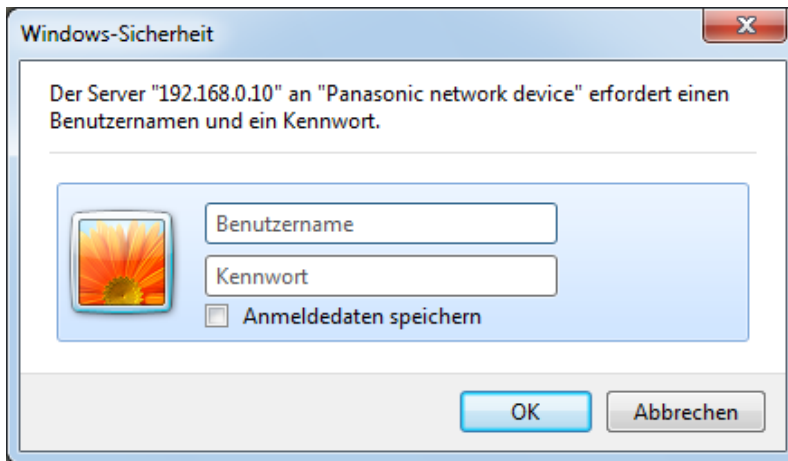 Windows-Sicherheit
Der Server "192.168.0.10" an "Panasonic network device" erfordert einen
Benutzernamen und ein Kennwort.
Benutzername
Kennwort
Anmeldedaten speichern
OK Abbrechen